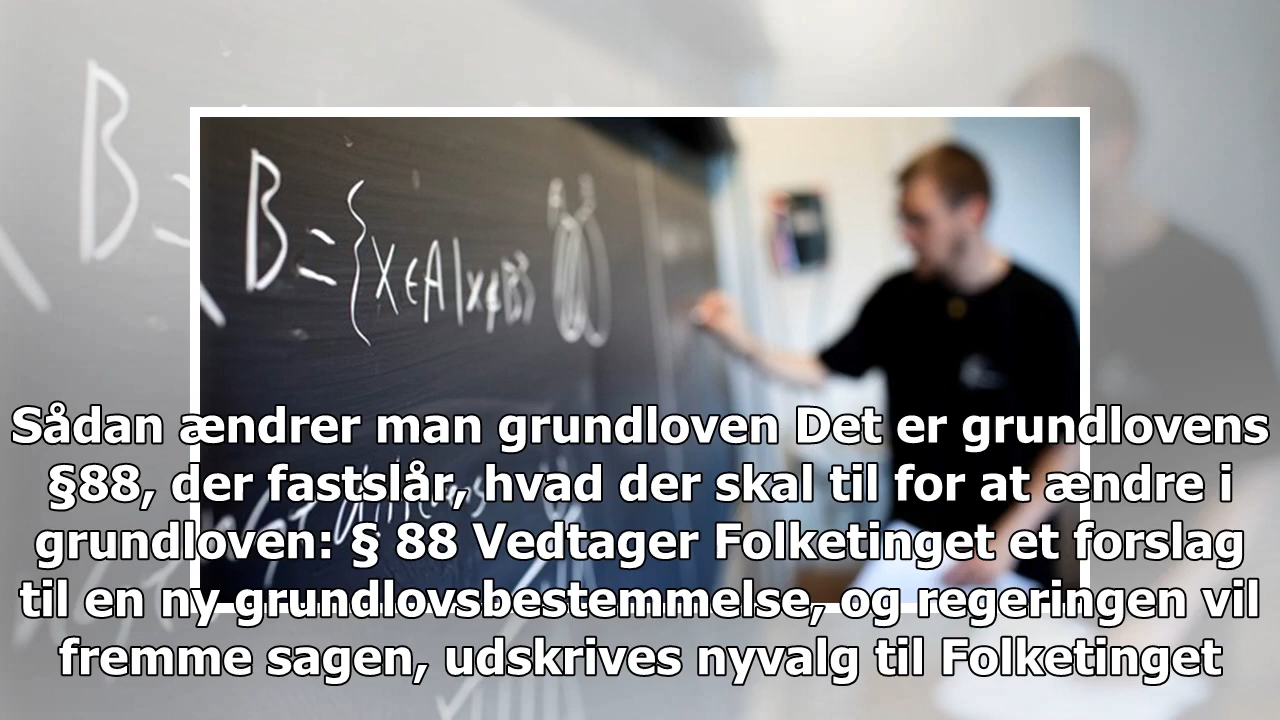 B = { x ∈ A | x ∉ B }
Sådan ændrer man grundloven Det er grundlovens
§88, der fastslår, hvad der skal til for at ændre i
grundloven: § 88 Vedtager Folketinget et forslag
til en ny grundlovsbestemmelse, og regeringen vil
fremme sagen, udskrives nyvalg til Folketinget